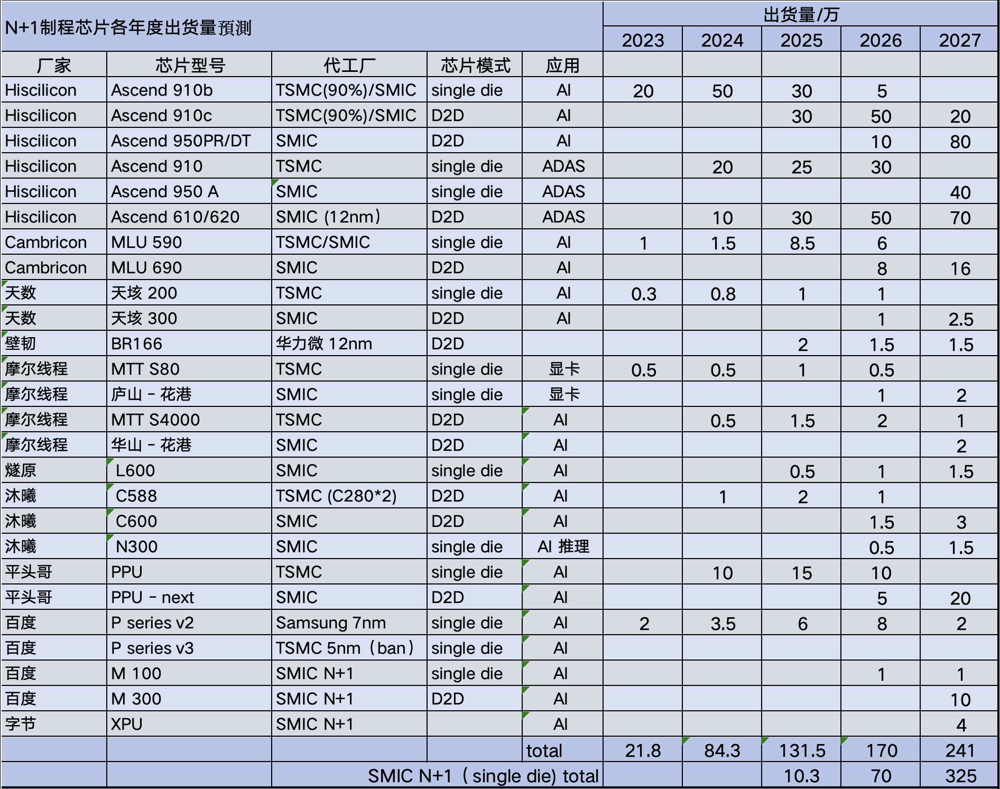 N+1制程芯片各年度出货量預測 出货量/万
2023 2024 2025 2026 2027
厂家 芯片型号 代工厂 芯片模式 应用
Hiscilicon Ascend 910b TSMC(90%)/SMIC single die AI 20 50 30 5
Hiscilicon Ascend 910c TSMC(90%)/SMIC D2D AI 30 50 20
Hiscilicon Ascend 950PR/DT SMIC D2D AI 10 80
Hiscilicon Ascend 910 TSMC single die ADAS 20 25 30
Hiscilicon Ascend 950 A SMIC single die ADAS 40
Hiscilicon Ascend 610/620 SMIC (12nm） D2D ADAS 10 30 50 70
Cambricon MLU 590 TSMC/SMIC single die AI 1 1.5 8.5 6
Cambricon MLU 690 SMIC D2D AI 8 16
天数 天垓 200 TSMC single die AI 0.3 0.8 1 1
天数 天垓 300 SMIC D2D AI 1 2.5
壁韧 BR166 华力微 12nm D2D 2 1.5 1.5
摩尔线程 MTT S80 TSMC single die 显卡 0.5 0.5 1 0.5
摩尔线程 庐山 – 花港 SMIC single die 显卡 1 2
摩尔线程 MTT S4000 TSMC D2D AI 0.5 1.5 2 1
摩尔线程 华山 – 花港 SMIC D2D AI 2
燧原 L600 SMIC single die AI 0.5 1 1.5
沐曦 C588 TSMC (C280*2) D2D AI 1 2 1
沐曦 C600 SMIC D2D AI 1.5 3
沐曦 N300 SMIC single die AI 推理 0.5 1.5
平头哥 PPU TSMC single die AI 10 15 10
平头哥 PPU – next SMIC D2D AI 5 20
百度 P series v2 Samsung 7nm single die AI 2 3.5 6 8 2
百度 P series v3 TSMC 5nm（ban） single die AI
百度 M 100 SMIC N+1 single die AI 1 1
百度 M 300 SMIC N+1 D2D AI 10
字节 XPU SMIC N+1 AI 4
total 21.8 84.3 131.5 170 241
SMIC N+1（single die) total 10.3 70 325